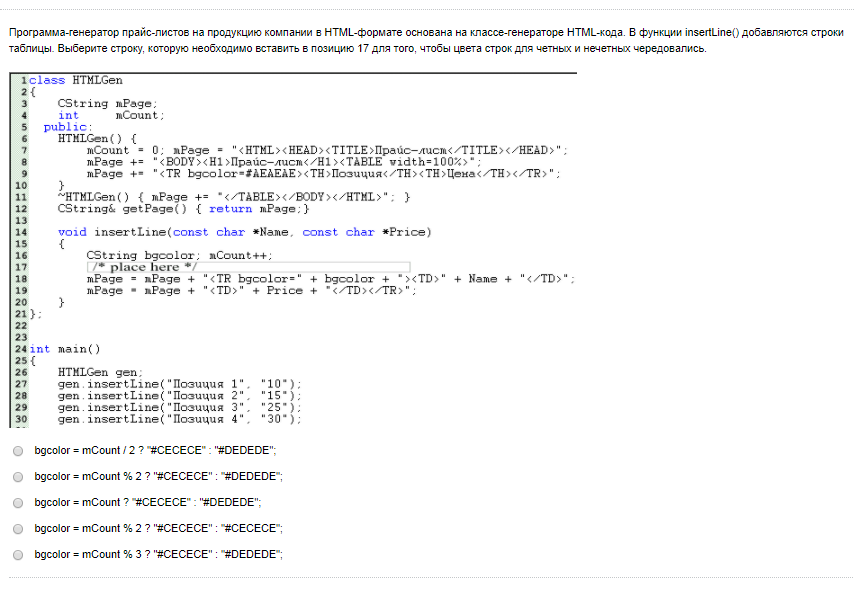 Программа-генератор прайс-листов на продукцию компании в HTML-формате основана на классе-генераторе HTML-кода. В функции insertLine() добавляются строки
таблицы. Выберите строку, которую необходимо вставить в позицию 17 для того, чтобы цвета строк для четных и нечетных чередовались.
1 class HTMLGen
2 {
3 CString mPage;
4 int mCount;
5 public:
6 HTMLGen() {
7 mCount = 0; mPage = "<HTML><HEAD><TITLE>Прайс-лист</TITLE></HEAD>";
8 mPage += "<BODY><H1>Прайс-лист</H1><TABLE width=100%>";
9 mPage += "<TR bgcolor=#AEAEAE><TH>Позиция</TH><TH>Цена</TH></TR>";
10 }
11 ~HTMLGen() { mPage += "</TABLE></BODY></HTML>"; }
12 CString& getPage() { return mPage;}
13
14 void insertLine(const char *Name, const char *Price)
15 {
16 CString bgcolor; mCount++;
17 /* place here */
18 mPage = mPage + "<TR bgcolor=" + bgcolor + "><TD>" + Name + "</TD>";
19 mPage = mPage + "<TD>" + Price + "</TD></TR>";
20 }
21 };
22
23
24 int main()
25 {
26 HTMLGen gen;
27 gen.insertLine("Позиция 1", "10");
28 gen.insertLine("Позиция 2", "15");
29 gen.insertLine("Позиция 3", "25");
30 gen.insertLine("Позиция 4", "30");
bgcolor = mCount / 2 ? "#CECECE" : "#DEDEDE";
bgcolor = mCount % 2 ? "#CECECE" : "#DEDEDE";
bgcolor = mCount ? "#CECECE" : "#DEDEDE";
bgcolor = mCount % 2 ? "#CECECE" : "#CECECE";
bgcolor = mCount % 3 ? "#CECECE" : "#DEDEDE";